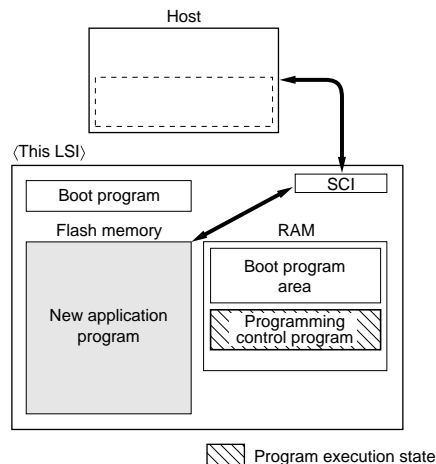 Host
〈This LSI〉
SCI
Boot program
Flash memory
RAM
Boot program
area
New application
program
Programming
control program
Program execution state